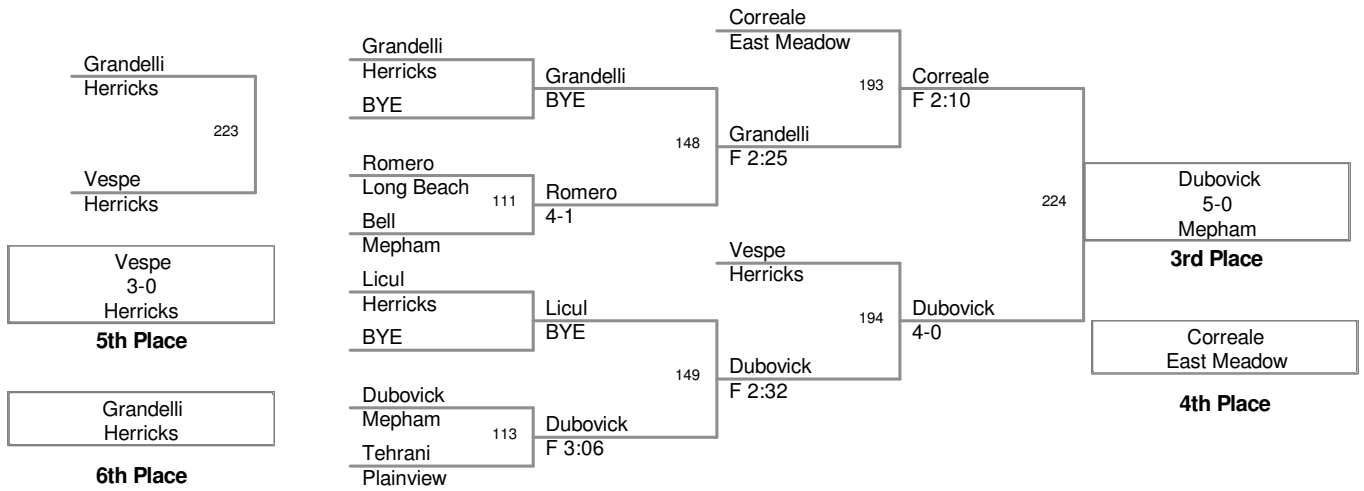 Grandelli
Herricks
223
Vespe
Herricks
Vespe
3-0
Herricks
5th Place
Grandelli
Herricks
6th Place
Grandelli
Herricks
BYE
Romero
Long Beach
111
Bell
Mepham
Licul
Herricks
BYE
Dubovick
Mepham
113
Tehrani
Plainview
Grandelli
BYE
148
Romero
4-1
Licul
BYE
149
Dubovick
F 3:06
Correale
East Meadow
193
Grandelli
F 2:25
Vespe
Herricks
194
Dubovick
F 2:32
Correale
F 2:10
224
Dubovick
4-0
Dubovick
5-0
Mepham
3rd Place
Correale
East Meadow
4th Place